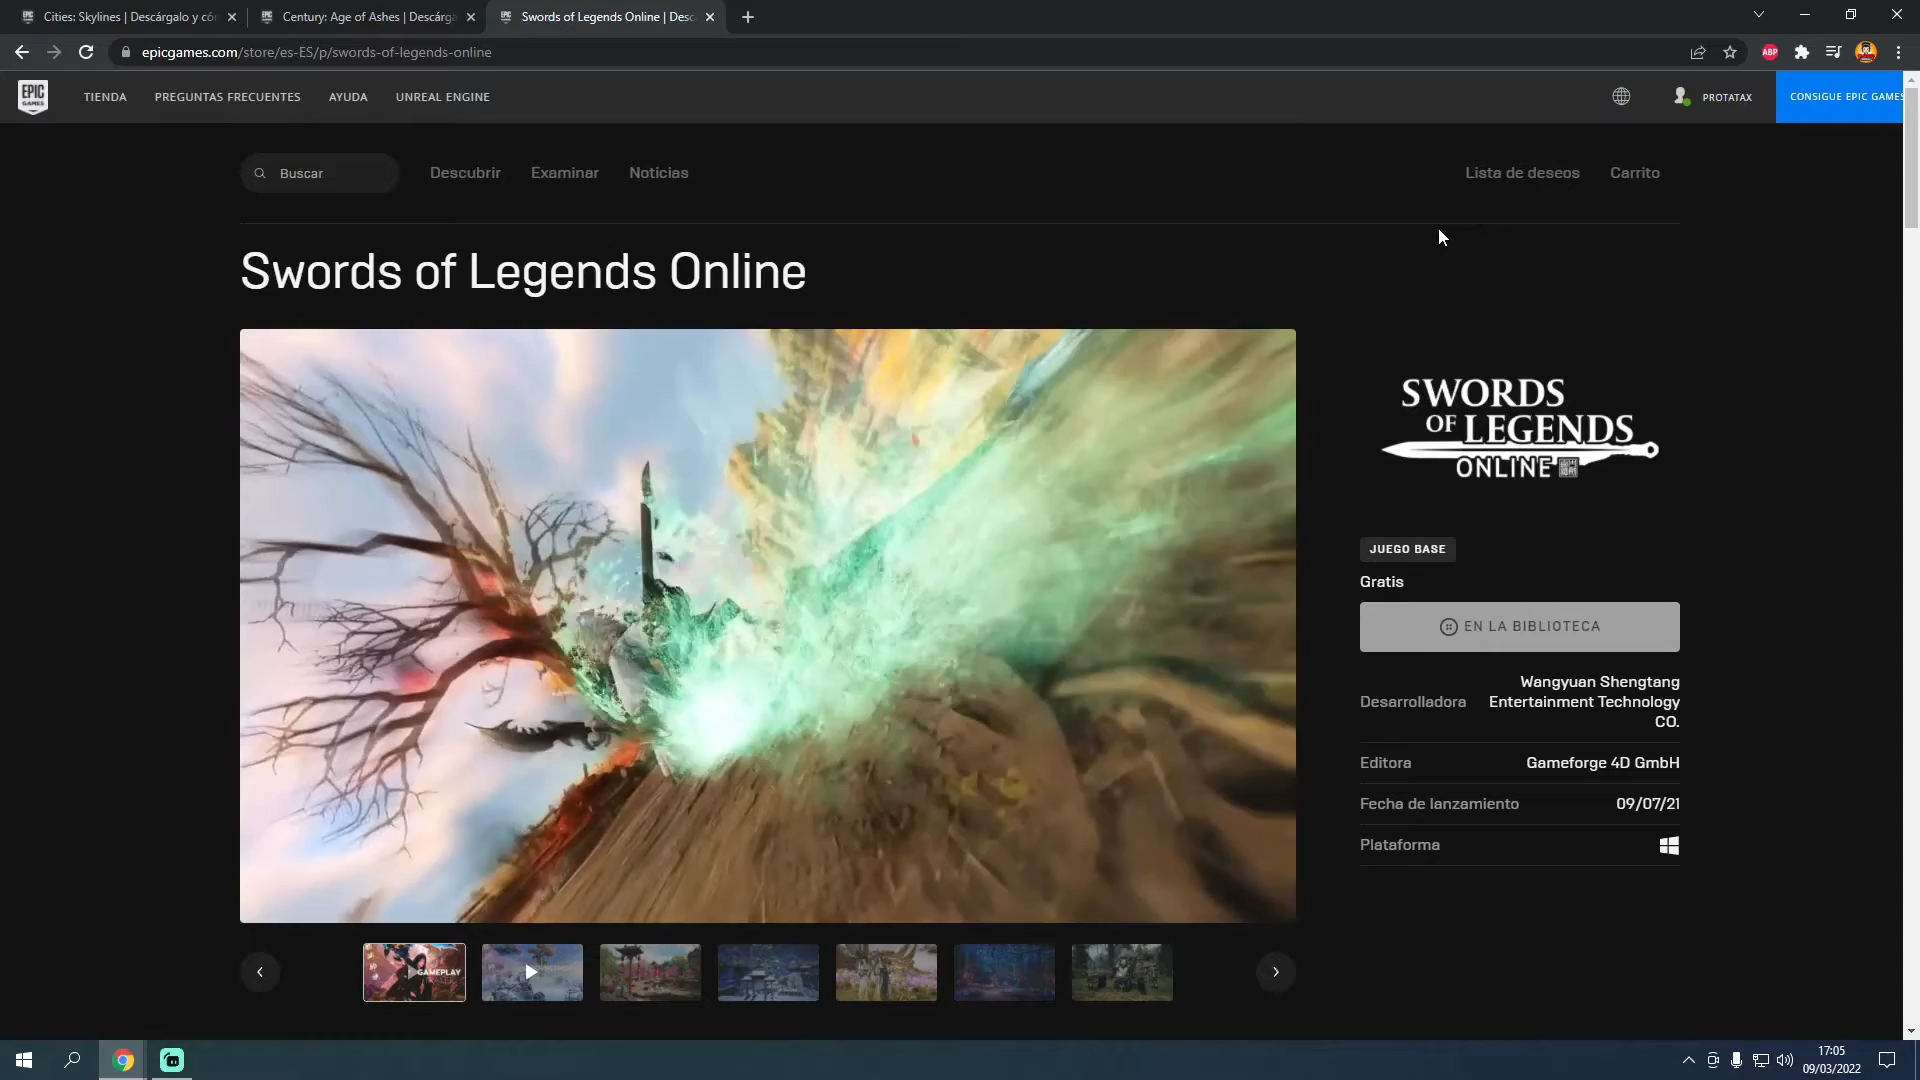 Cities: Skylines | Descárgalo y cóm
Century: Age of Ashes | Descárga
Swords of Legends Online | Desc
epicgames.com/store/es-ES/p/swords-of-legends-online
ABP
EPIC
GAMES
TIENDA
PREGUNTAS FRECUENTES
AYUDA
UNREAL ENGINE
PROTATAX
CONSIGUE EPIC GAMES
Buscar
Descubrir
Examinar
Noticias
Lista de deseos
Carrito
Swords of Legends Online
SWORDS
OF LEGENDS
ONLINE
JUEGO BASE
Gratis
EN LA BIBLIOTECA
Desarrolladora
Wangyuan Shengtang
Entertainment Technology
CO.
Editora
Gameforge 4D GmbH
Fecha de lanzamiento
09/07/21
Plataforma
GAMEPLAY
17:05
09/03/2022